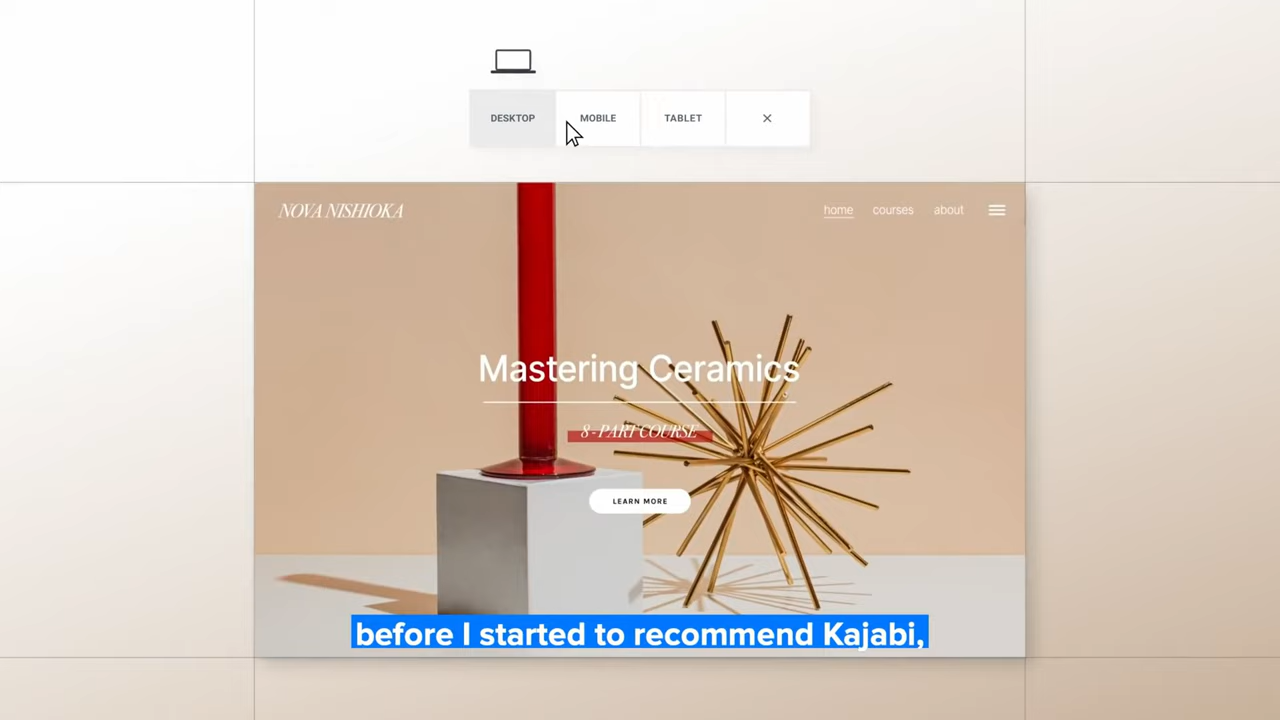 DESKTOP MOBILE TABLET ×
NOVA NISHIOKA home courses about
Mastering Ceramics
8-PART COURSE
LEARN MORE
before I started to recommend Kajabi,